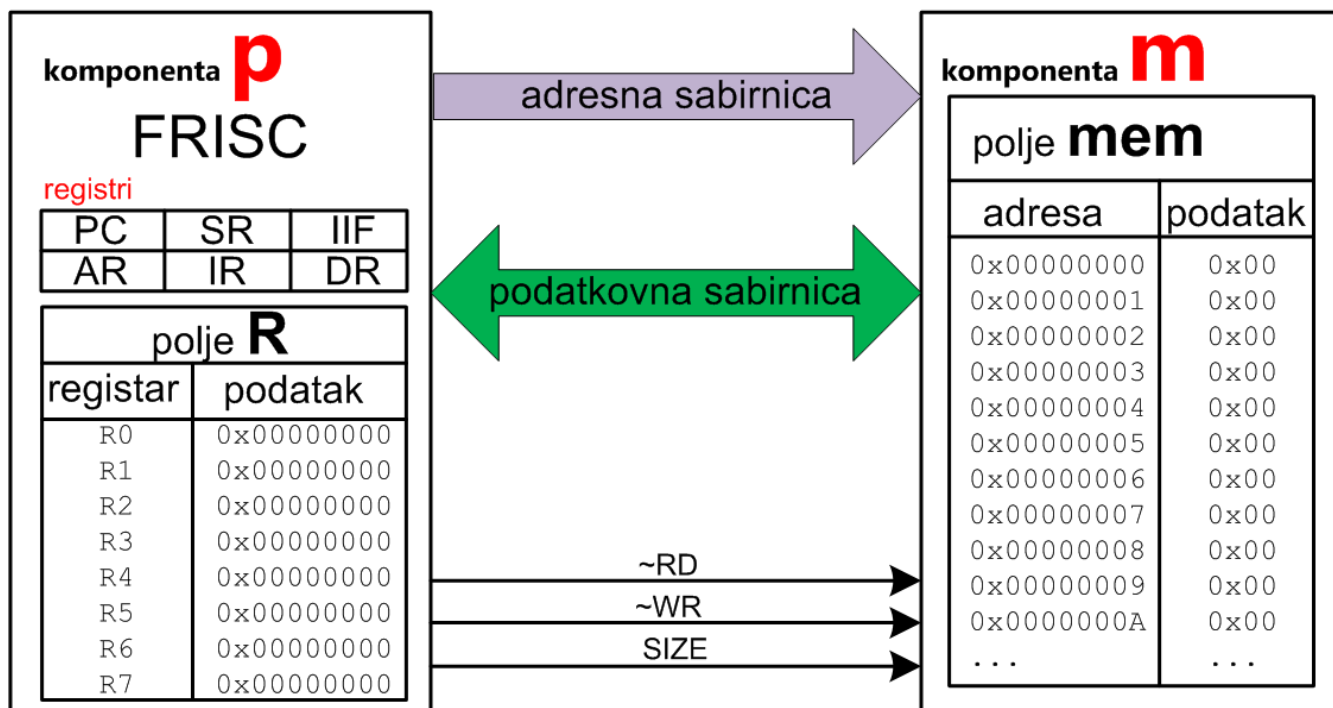 komponenta p
FRISC
registri
PC SR IIF
AR IR DR
polje R
registar podatak
R0 0x00000000
R1 0x00000000
R2 0x00000000
R3 0x00000000
R4 0x00000000
R5 0x00000000
R6 0x00000000
R7 0x00000000
adresna sabirnica
podatkovna sabirnica
~RD
~WR
SIZE
komponenta m
polje mem
adresa podatak
0x00000000 0x00
0x00000001 0x00
0x00000002 0x00
0x00000003 0x00
0x00000004 0x00
0x00000005 0x00
0x00000006 0x00
0x00000007 0x00
0x00000008 0x00
0x00000009 0x00
0x0000000A 0x00
... ...